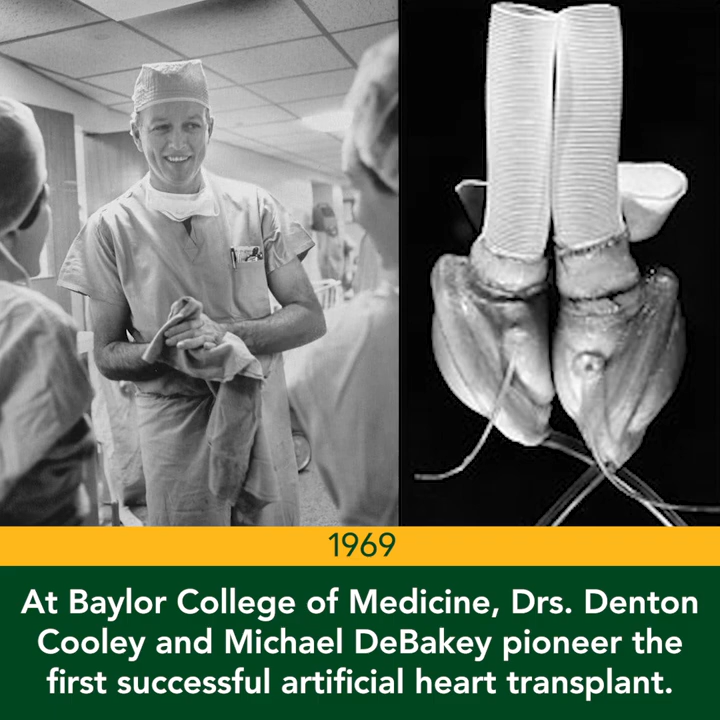 1969
At Baylor College of Medicine, Drs. Denton
Cooley and Michael DeBakey pioneer the
first successful artificial heart transplant.